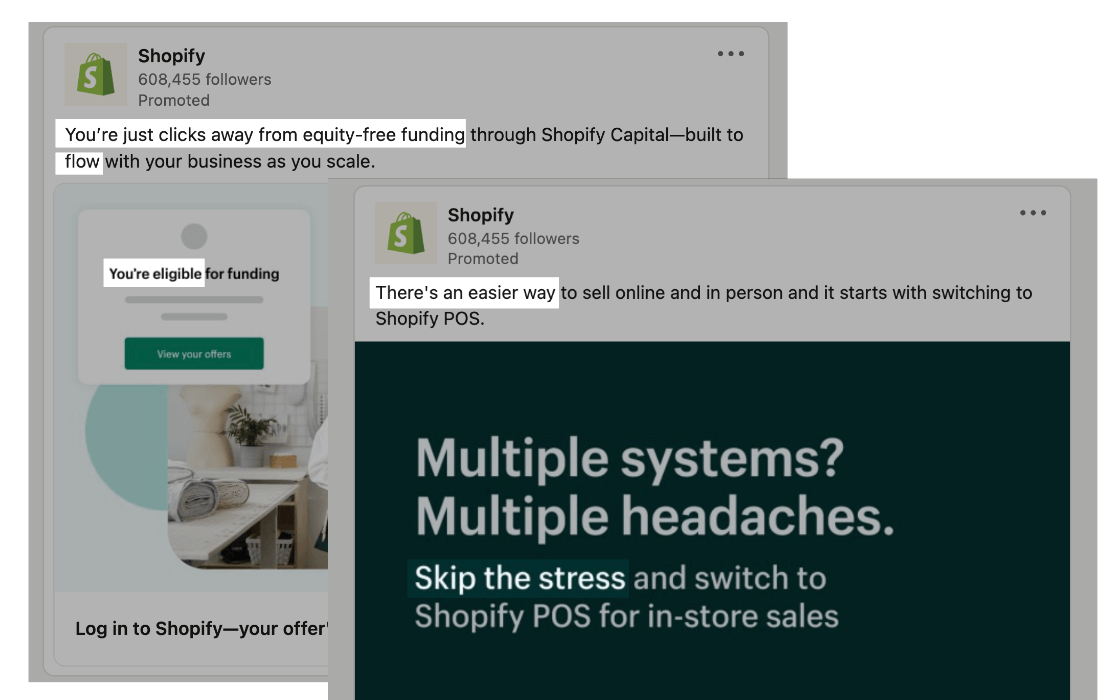 Shopify
608,455 followers
Promoted
You're just clicks away from equity-free funding through Shopify Capital—built to
flow with your business as you scale.
You're eligible for funding
View your offers
Log in to Shopify—your offer'
Shopify
608,455 followers
Promoted
There's an easier way to sell online and in person and it starts with switching to
Shopify POS.
Multiple systems?
Multiple headaches.
Skip the stress and switch to
Shopify POS for in-store sales